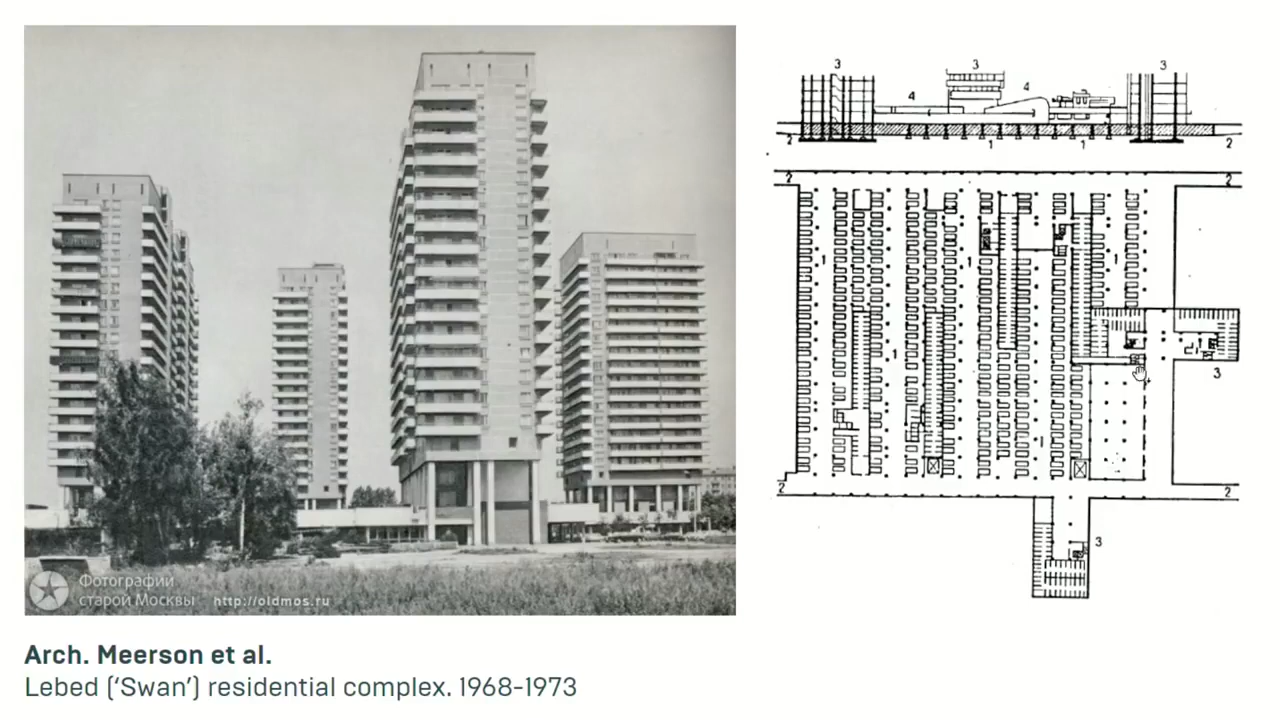 Фотографии
старой Москвы http://oldmos.ru
3 3 3
4 4
2 1 1 2
2 2
1 1 1
1
3
1
2 2
3
Arch. Meerson et al.
Lebed (‘Swan’) residential complex. 1968-1973